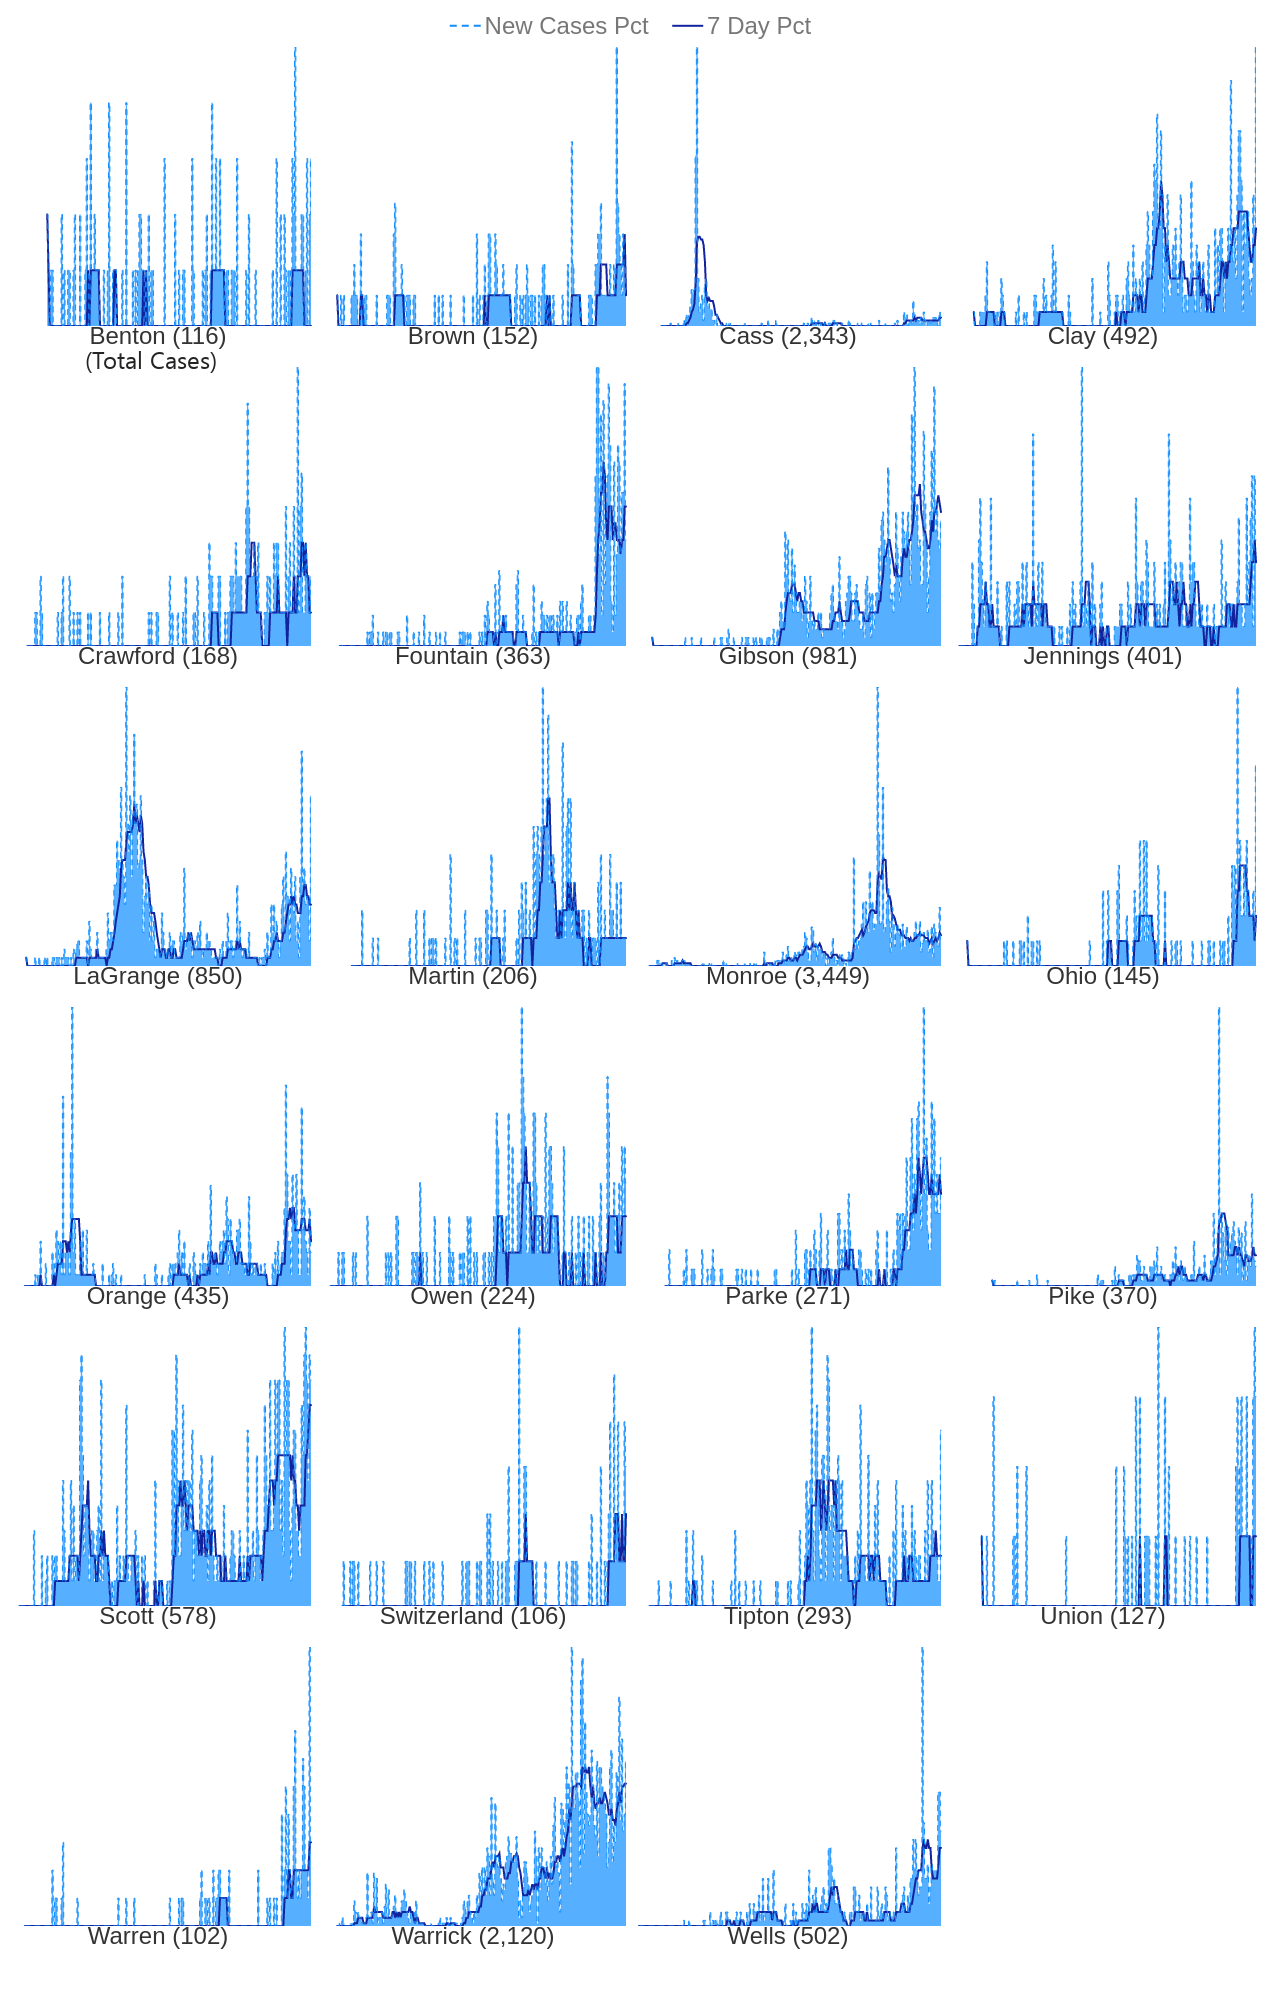 New Cases Pct 7 Day Pct
Benton (116) Brown (152) Cass (2,343) Clay (492)
(Total Cases)
Crawford (168) Fountain (363) Gibson (981) Jennings (401)
LaGrange (850) Martin (206) Monroe (3,449) Ohio (145)
Orange (435) Owen (224) Parke (271) Pike (370)
Scott (578) Switzerland (106) Tipton (293) Union (127)
Warren (102) Warrick (2,120) Wells (502)